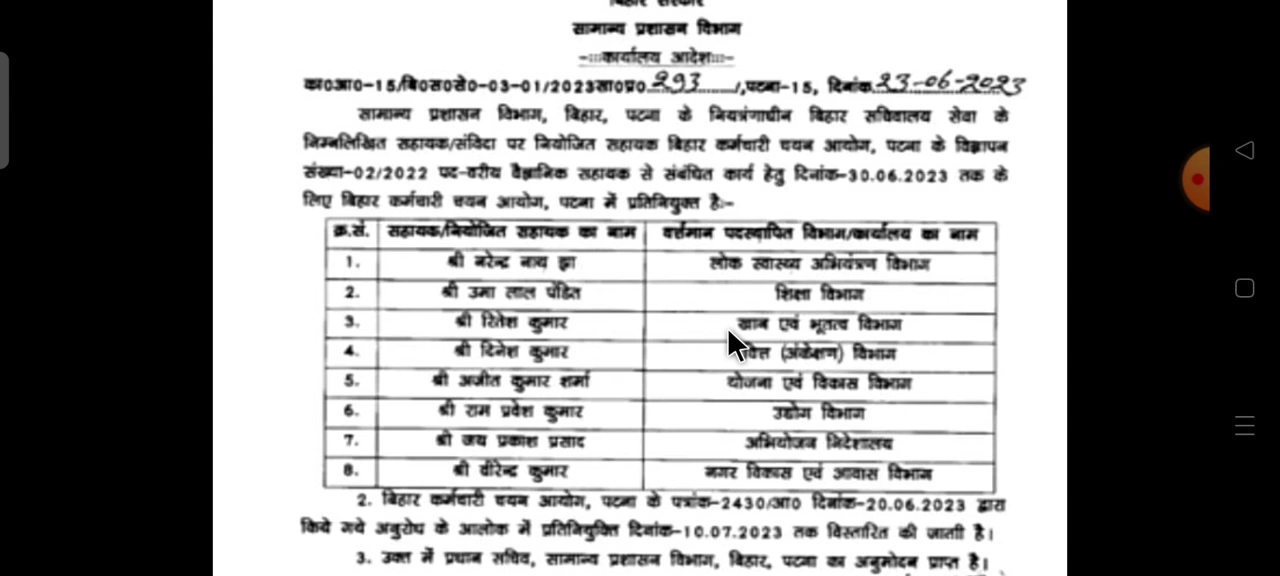 बिहार सरकार
सामान्य प्रशासन विभाग
-:::कार्यालय आदेश:::-
का0आ0-15/बि0स0से0-03-01/2023सा0प्र0 293 /,पटना-15, दिनांक 23-06-2023
सामान्य प्रशासन विभाग, बिहार, पटना के नियत्रंणाधीन बिहार सचिवालय सेवा के
निम्नलिखित सहायक/संविदा पर नियोजित सहायक बिहार कर्मचारी चयन आयोग, पटना के विज्ञापन
संख्या-02/2022 पद-वरीय वैज्ञानिक सहायक से संबंधित कार्य हेतु दिनांक-30.06.2023 तक के
लिए बिहार कर्मचारी चयन आयोग, पटना में प्रतिनियुक्त है:-
क्र.सं. सहायक/नियोजित सहायक का नाम वर्त्तमान पदस्थापित विभाग/कार्यालय का नाम
1. श्री नरेन्द्र नाथ झा लोक स्वास्थ्य अभियंत्रण विभाग
2. श्री उमा लाल पंडित शिक्षा विभाग
3. श्री रितेश कुमार खान एवं भूतत्व विभाग
4. श्री दिनेश कुमार वित्त (अंकेक्षण) विभाग
5. श्री अजीत कुमार शर्मा योजना एवं विकास विभाग
6. श्री राम प्रवेश कुमार उद्योग विभाग
7. श्री जय प्रकाश प्रसाद अभियोजन निदेशालय
8. श्री वीरेन्द्र कुमार नगर विकास एवं आवास विभाग
2. बिहार कर्मचारी चयन आयोग, पटना के पत्रांक-2430/आ0 दिनांक-20.06.2023 द्वारा
किये गये अनुरोध के आलोक में प्रतिनियुक्ति दिनांक-10.07.2023 तक विस्तारित की जाती है।
3. उक्त में प्रधान सचिव, सामान्य प्रशासन विभाग, बिहार, पटना का अनुमोदन प्राप्त है।